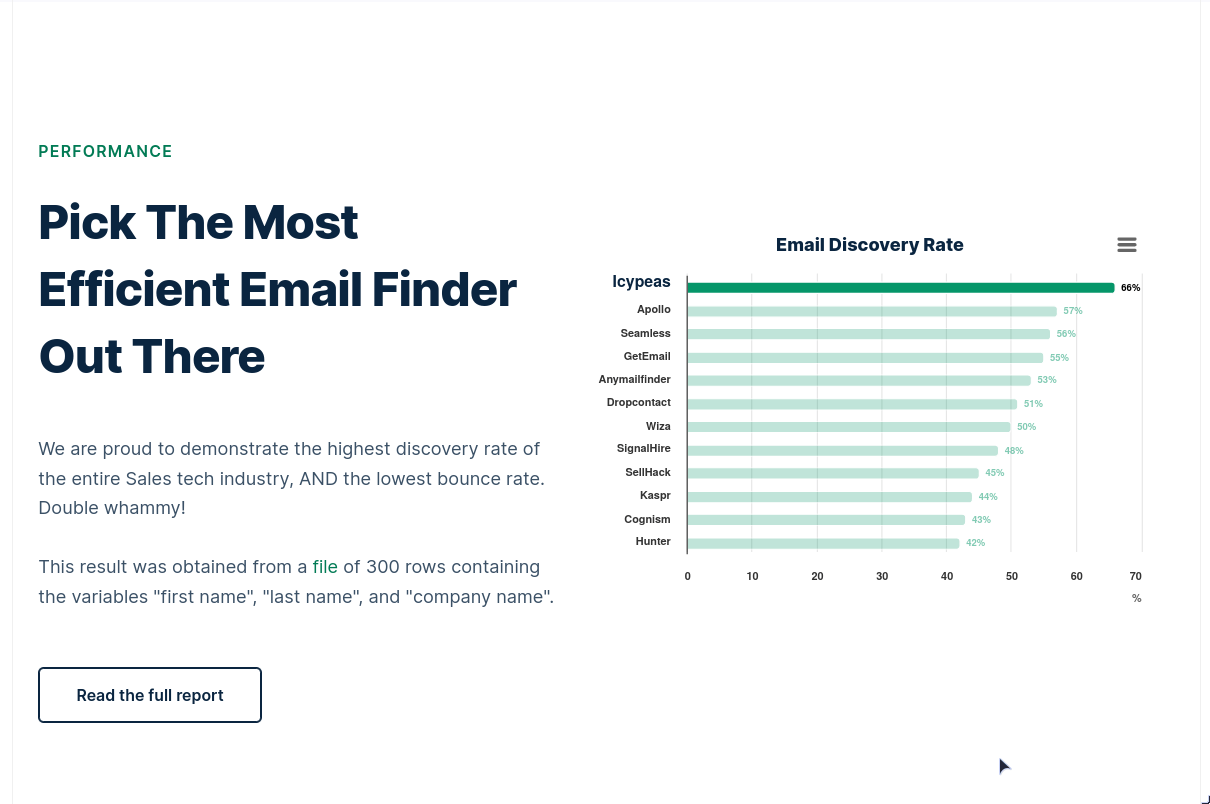 PERFORMANCE
Pick The Most
Efficient Email Finder
Out There
We are proud to demonstrate the highest discovery rate of
the entire Sales tech industry, AND the lowest bounce rate.
Double whammy!
This result was obtained from a file of 300 rows containing
the variables "first name", "last name", and "company name".
Read the full report
Email Discovery Rate
Icypeas 66%
Apollo 57%
Seamless 56%
GetEmail 55%
Anymailfinder 53%
Dropcontact 51%
Wiza 50%
SignalHire 48%
SellHack 45%
Kaspr 44%
Cognism 43%
Hunter 42%
0 10 20 30 40 50 60 70
%